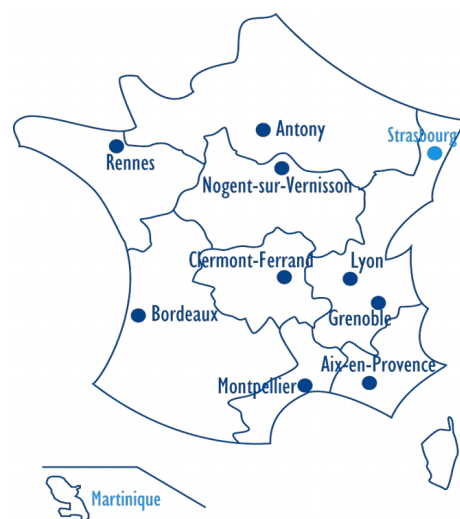 Antony
Strasbourg
Rennes
Nogent-sur-Vernisson
Clermont-Ferrand
Lyon
Bordeaux
Grenoble
Aix-en-Provence
Montpellier
Martinique